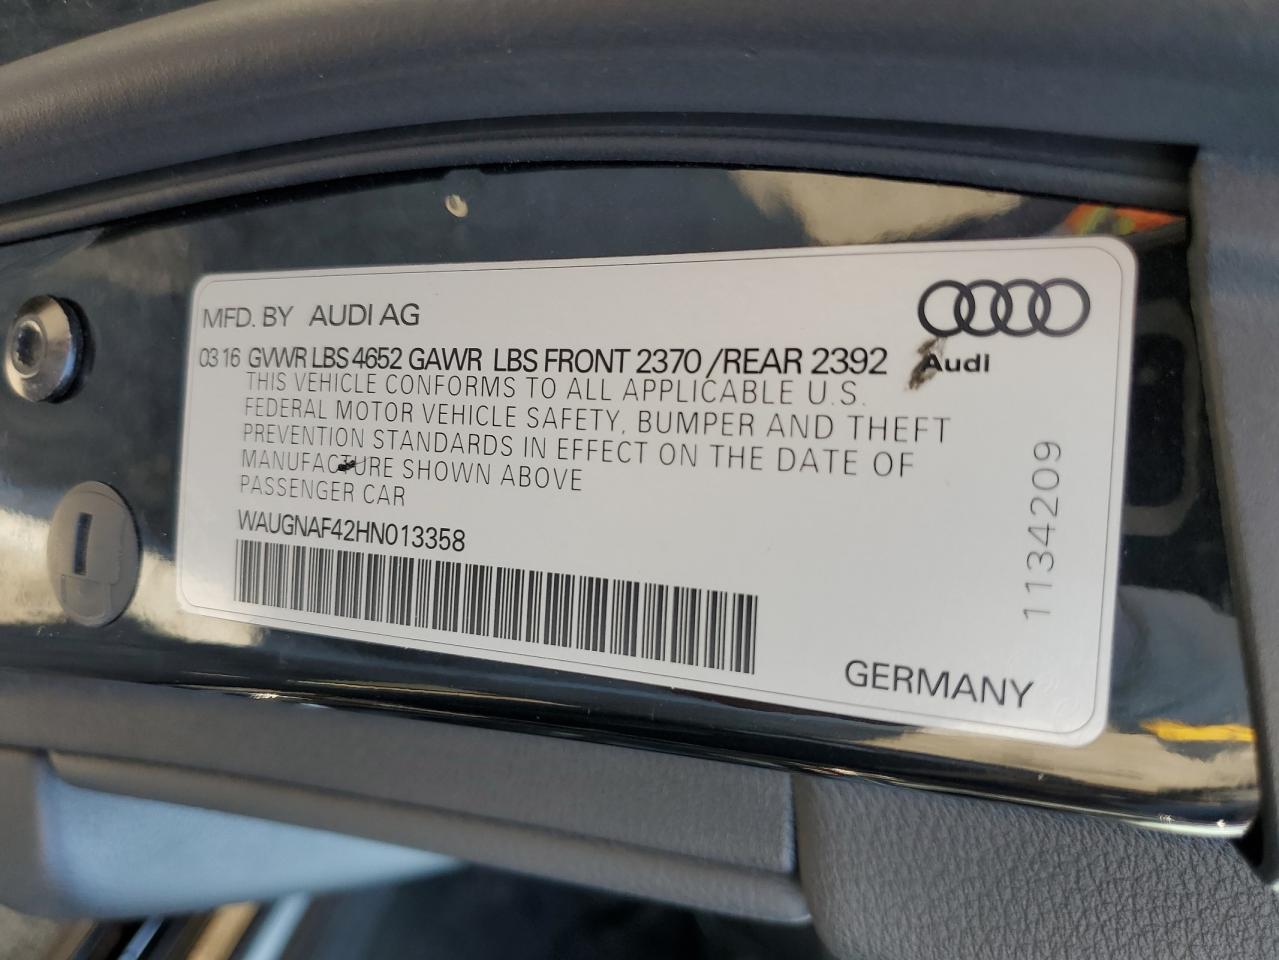 MFD. BY AUDI AG
03 16 GVWR LBS 4652 GAWR LBS FRONT 2370 /REAR 2392
Audi
THIS VEHICLE CONFORMS TO ALL APPLICABLE U.S.
FEDERAL MOTOR VEHICLE SAFETY, BUMPER AND THEFT
PREVENTION STANDARDS IN EFFECT ON THE DATE OF
MANUFACTURE SHOWN ABOVE
PASSENGER CAR
WAUGNAF42HN013358
1134209
GERMANY